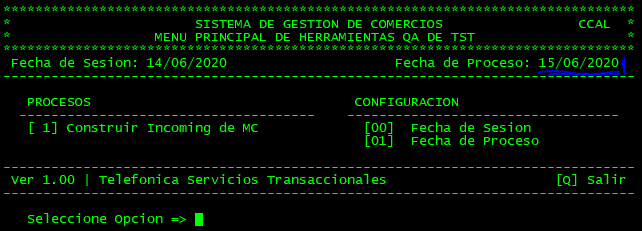 SISTEMA DE GESTION DE COMERCIOS CCAL
MENU PRINCIPAL DE HERRAMIENTAS QA DE TST
Fecha de Sesion: 14/06/2020 Fecha de Proceso: 15/06/2020
PROCESOS CONFIGURACION
[ 1] Construir Incoming de MC [00] Fecha de Sesion
[01] Fecha de Proceso
Ver 1.00 | Telefonica Servicios Transaccionales [Q] Salir
Seleccione Opcion =>